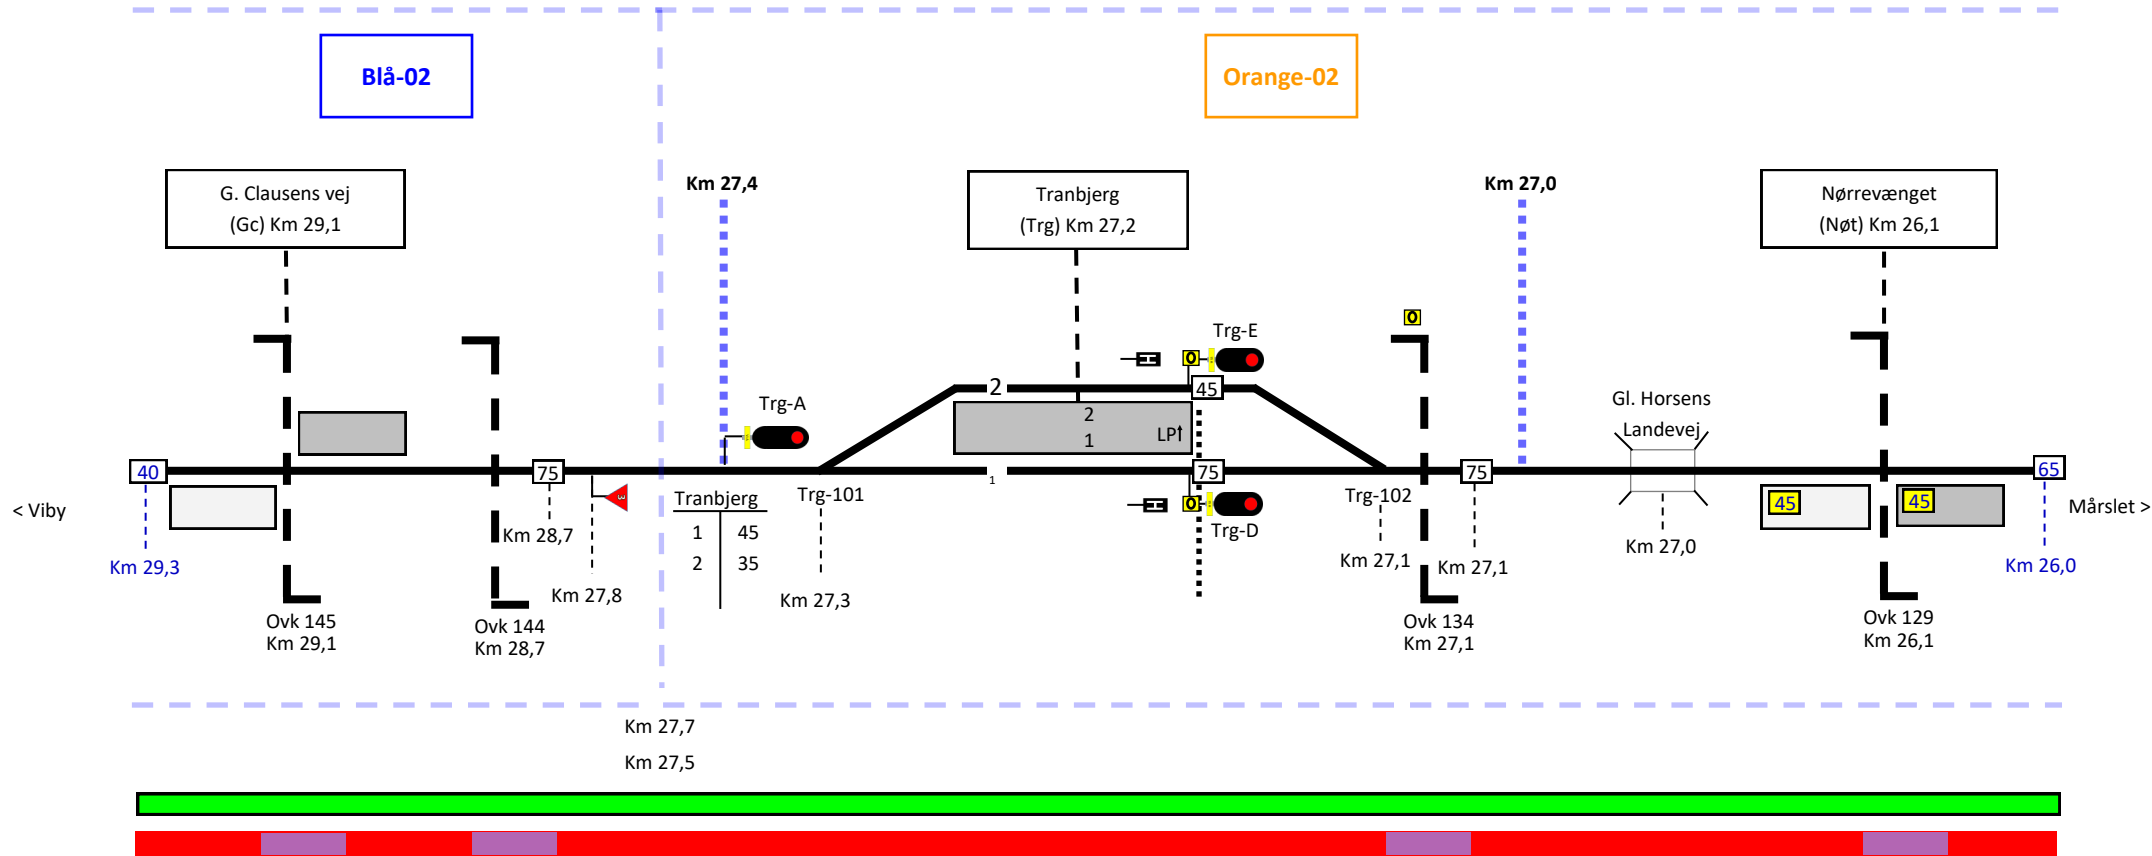 Blå-02
Orange-02
G. Clausens vej
(Gc) Km 29,1
Km 27,4
Tranbjerg
(Trg) Km 27,2
Km 27,0
Nørrevænget
(Nøt) Km 26,1
0
Trg-E
0
2
45
Trg-A
2
1
LP↑
Gl. Horsens
Landevej
40
75
3
1
75
75
65
< Viby
Tranbjerg
1 45
2 35
Trg-101
0
Trg-D
Trg-102
45
45
Mårslet >
Km 29,3
Km 28,7
Km 27,8
Km 27,3
Km 27,1
Km 27,1
Km 27,0
Km 26,0
Ovk 145
Km 29,1
Ovk 144
Km 28,7
Ovk 134
Km 27,1
Ovk 129
Km 26,1
Km 27,7
Km 27,5